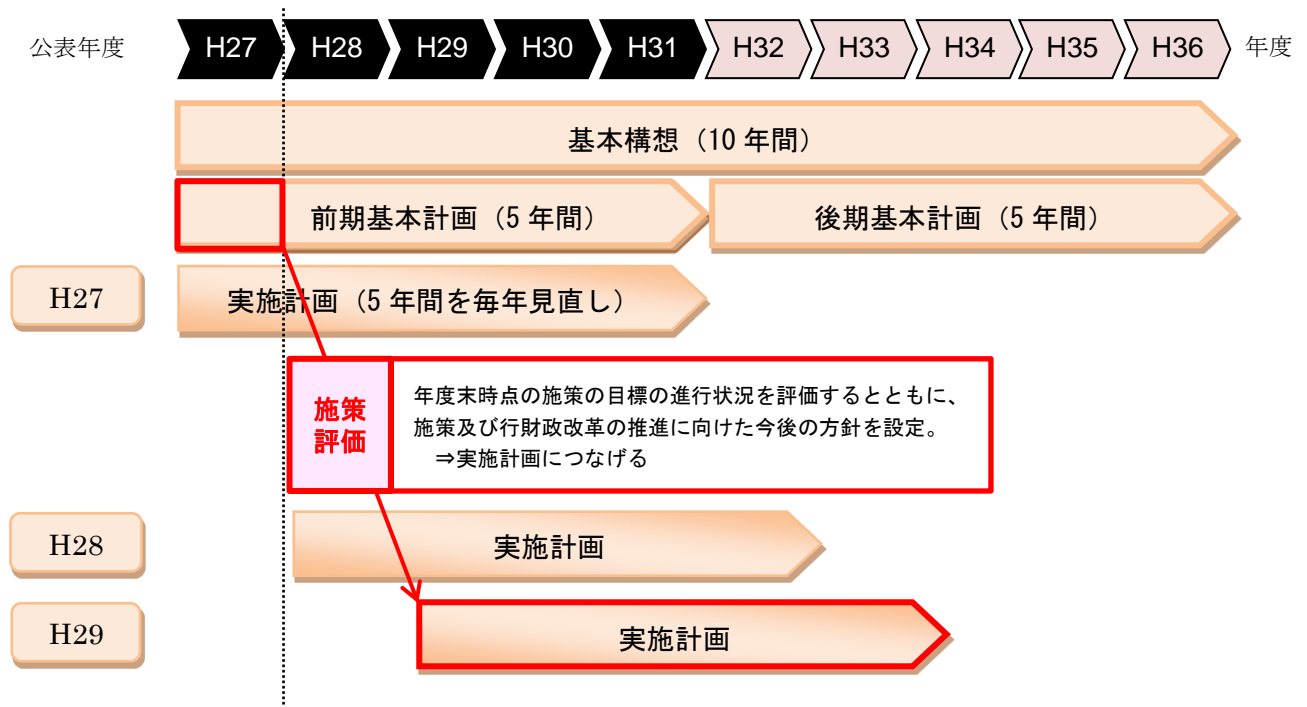 公表年度 H27 H28 H29 H30 H31 H32 H33 H34 H35 H36 年度
基本構想（10 年間）
前期基本計画（5 年間） 後期基本計画（5 年間）
H27 実施計画（5 年間を毎年見直し）
施策
評価
年度末時点の施策の目標の進行状況を評価するとともに、
施策及び行財政改革の推進に向けた今後の方針を設定。
⇒実施計画につなげる
H28 実施計画
H29 実施計画